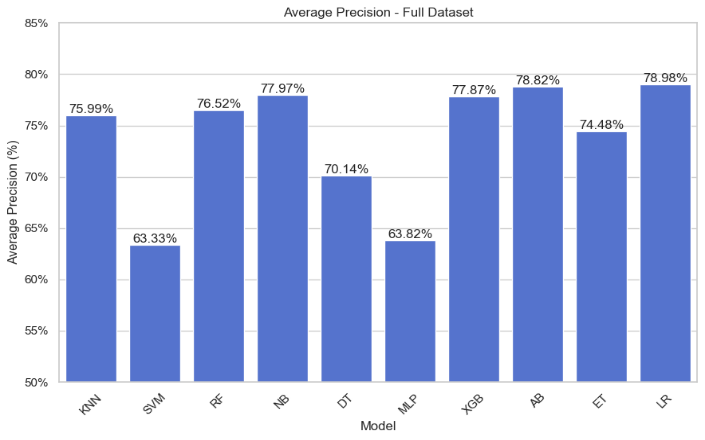 Average Precision - Full Dataset
Average Precision (%)
85%
80%
75%
70%
65%
60%
55%
50%
75.99%
63.33%
76.52%
77.97%
70.14%
63.82%
77.87%
78.82%
74.48%
78.98%
KNN
SVM
RF
NB
DT
MLP
XGB
AB
ET
LR
Model